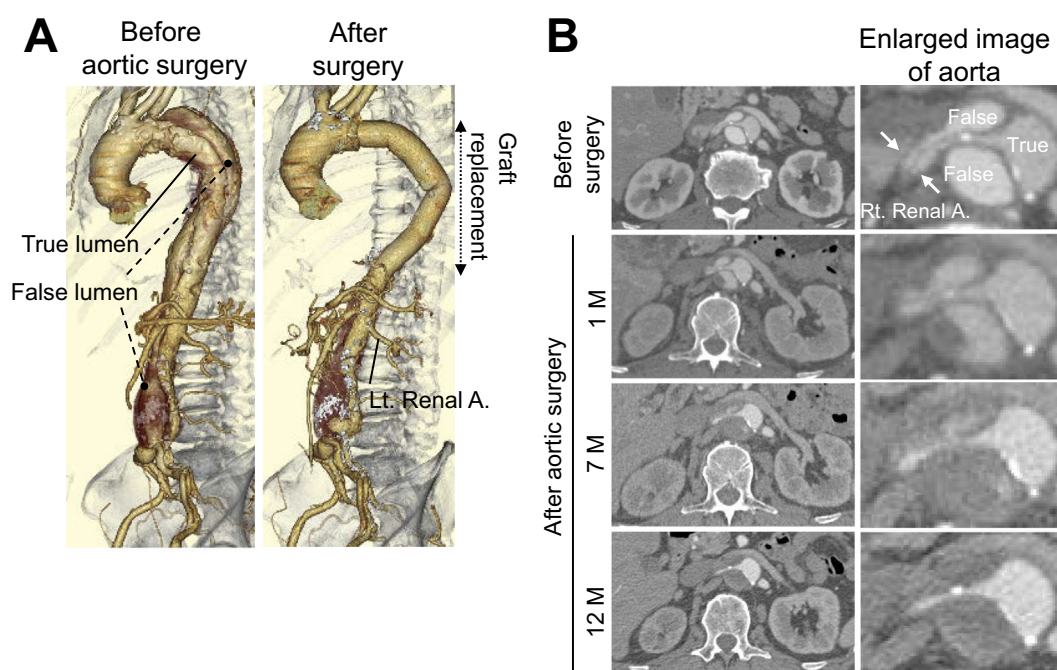 A
Before
aortic surgery
After
surgery
True lumen
False lumen
Lt. Renal A.
Graft
replacement
B
Enlarged image
of aorta
Before
surgery
False
True
False
Rt. Renal A.
After aortic surgery
1 M
7 M
12 M